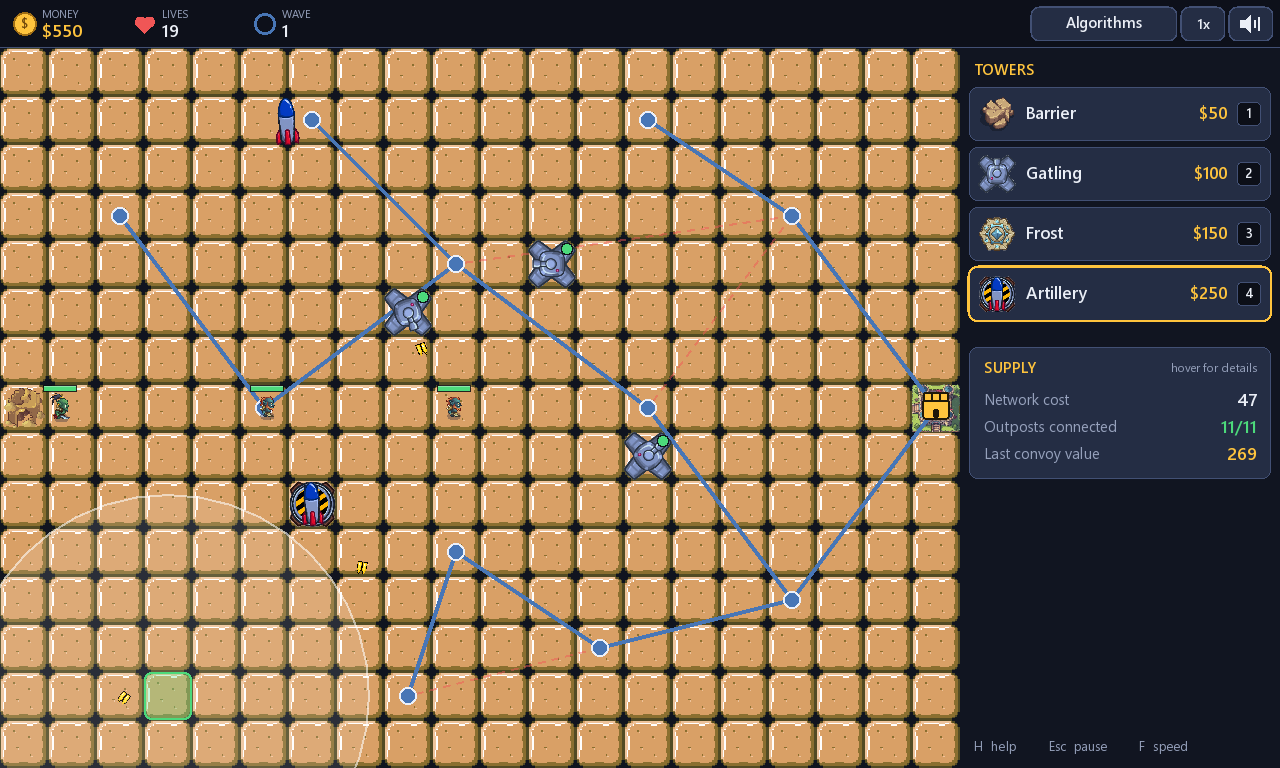 MONEY
$550
LIVES
19
WAVE
1
Algorithms
1x
TOWERS
Barrier $50 1
Gatling $100 2
Frost $150 3
Artillery $250 4
SUPPLY hover for details
Network cost 47
Outposts connected 11/11
Last convoy value 269
H help Esc pause F speed